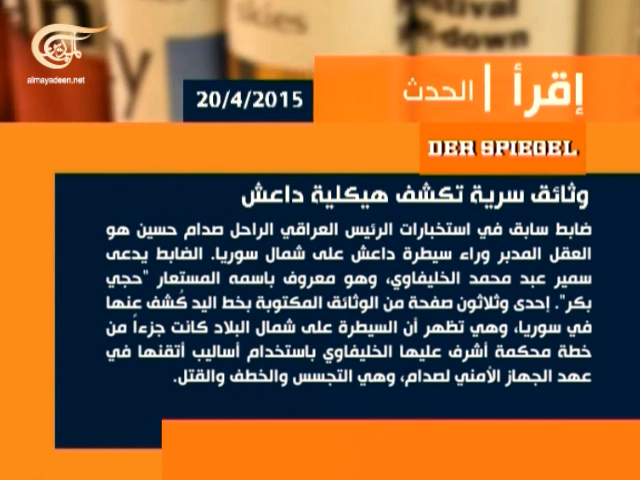 skies
festival
down
الميادين
almayadeen.net
إقرأ | الحدث
20/4/2015
DER SPIEGEL
وثائق سرية تكشف هيكلية داعش
ضابط سابق في استخبارات الرئيس العراقي الراحل صدام حسين هو
العقل المدبر وراء سيطرة داعش على شمال سوريا. الضابط يدعى
سمير عبد محمد الخليفاوي، وهو معروف باسمه المستعار "حجي
بكر". إحدى وثلاثون صفحة من الوثائق المكتوبة بخط اليد كُشف عنها
في سوريا، وهي تظهر أن السيطرة على شمال البلاد كانت جزءاً من
خطة محكمة أشرف عليها الخليفاوي باستخدام أساليب أتقنها في
عهد الجهاز الأمني لصدام، وهي التجسس والخطف والقتل.